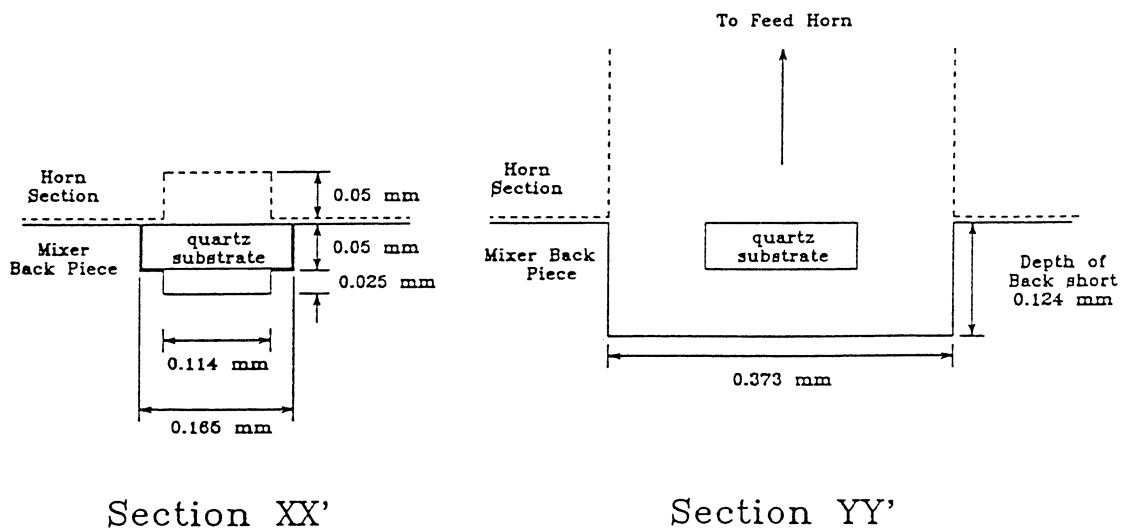 To Feed Horn
Horn
Section
0.05 mm
quartz
substrate
Mixer
Back Piece
0.05 mm
0.025 mm
0.114 mm
0.165 mm
Section XX'
Horn
Section
Mixer Back
Piece
quartz
substrate
Depth of
Back short
0.124 mm
0.373 mm
Section YY'